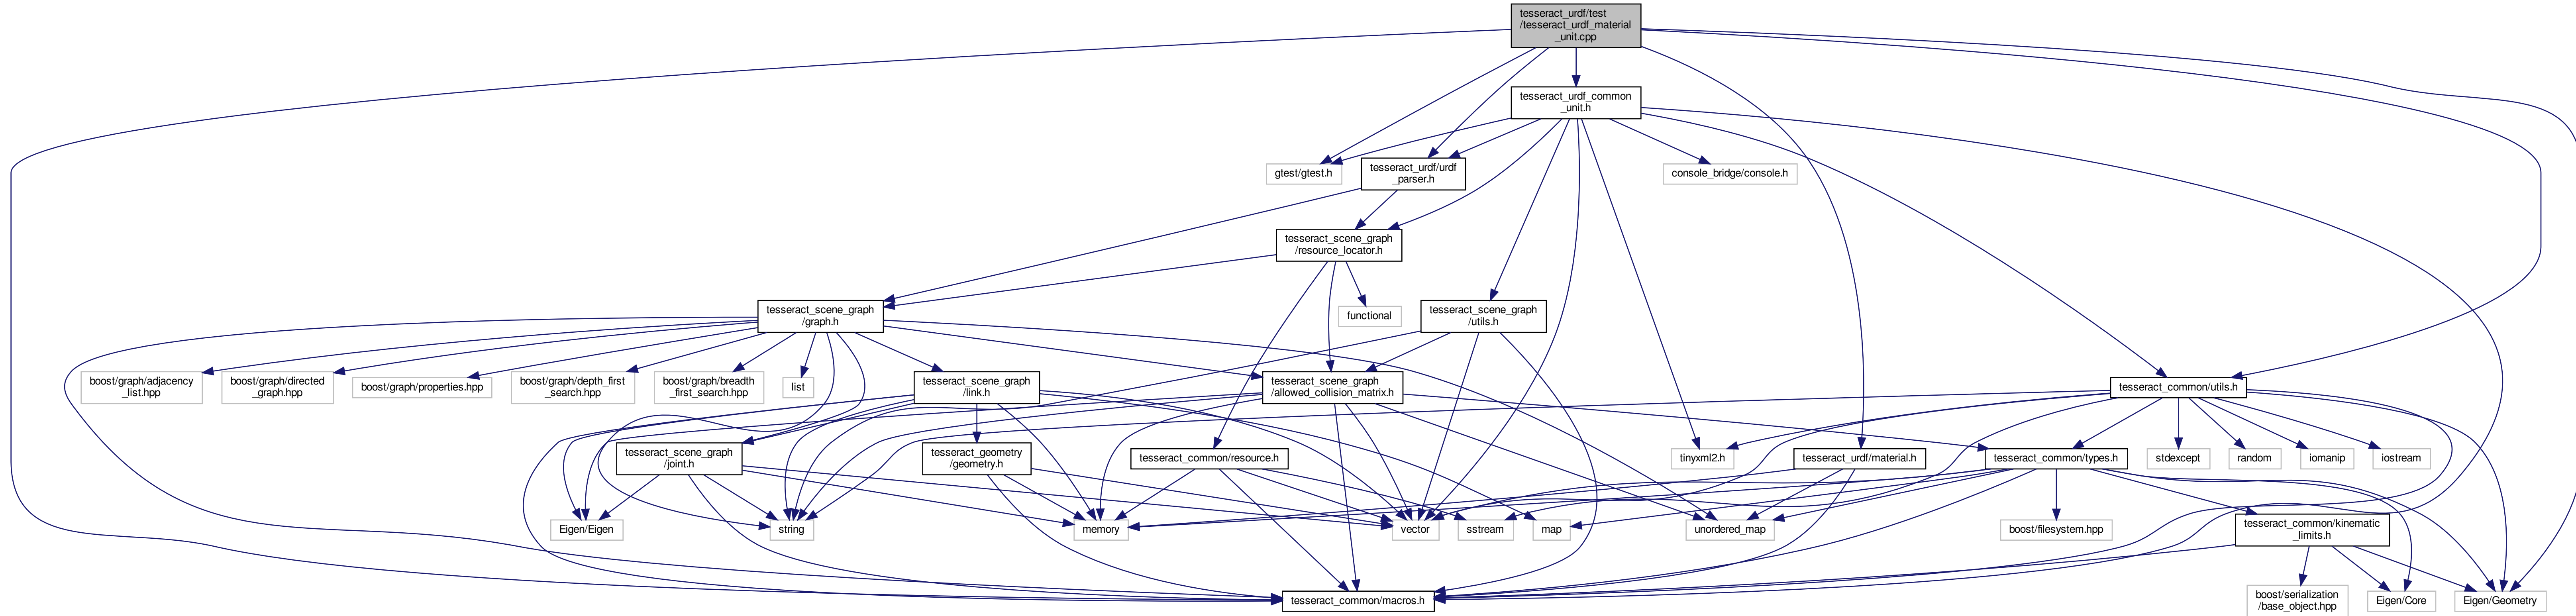 tesseract_urdf/test
/tesseract_urdf_material
_unit.cpp
tesseract_urdf_common
_unit.h
gtest/gtest.h
tesseract_urdf/urdf
_parser.h
console_bridge/console.h
tesseract_scene_graph
/resource_locator.h
tesseract_scene_graph
/graph.h
functional
tesseract_scene_graph
/utils.h
boost/graph/adjacency
_list.hpp
boost/graph/directed
_graph.hpp
boost/graph/properties.hpp
boost/graph/depth_first
_search.hpp
boost/graph/breadth
_first_search.hpp
list
tesseract_scene_graph
/link.h
tesseract_scene_graph
/allowed_collision_matrix.h
tesseract_common/utils.h
tesseract_scene_graph
/joint.h
tesseract_geometry
/geometry.h
tesseract_common/resource.h
tinyxml2.h
tesseract_urdf/material.h
tesseract_common/types.h
stdexcept
random
iomanip
iostream
Eigen/Eigen
string
memory
vector
sstream
map
unordered_map
boost/filesystem.hpp
tesseract_common/kinematic
_limits.h
tesseract_common/macros.h
boost/serialization
/base_object.hpp
Eigen/Core
Eigen/Geometry